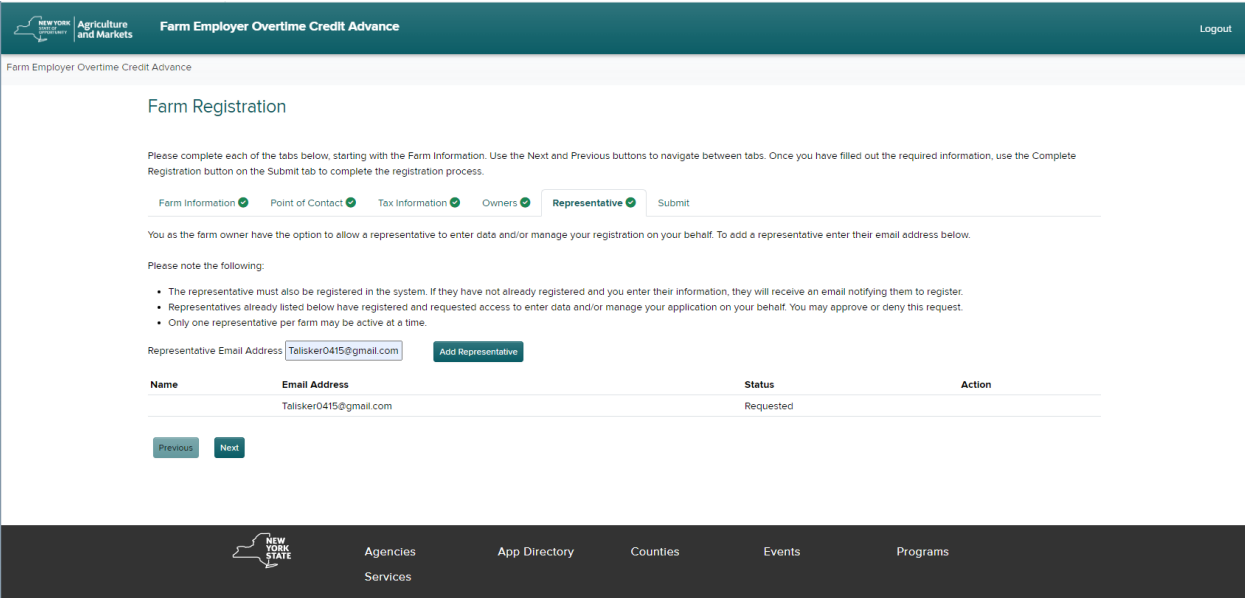 NEW YORK
STATE OF
OPPORTUNITY
Agriculture
and Markets
Farm Employer Overtime Credit Advance
Logout
Farm Employer Overtime Credit Advance
Farm Registration
Please complete each of the tabs below, starting with the Farm Information. Use the Next and Previous buttons to navigate between tabs. Once you have filled out the required information, use the Complete
Registration button on the Submit tab to complete the registration process.
Farm Information Point of Contact Tax Information Owners Representative Submit
You as the farm owner have the option to allow a representative to enter data and/or manage your registration on your behalf. To add a representative enter their email address below.
Please note the following:
• The representative must also be registered in the system. If they have not already registered and you enter their information, they will receive an email notifying them to register.
• Representatives already listed below have registered and requested access to enter data and/or manage your application on your behalf. You may approve or deny this request.
• Only one representative per farm may be active at a time.
Representative Email Address Talisker0415@gmail.com Add Representative
Name Email Address Status Action
Talisker0415@gmail.com Requested
Previous Next
NEW
YORK
STATE
Agencies App Directory Counties Events Programs
Services